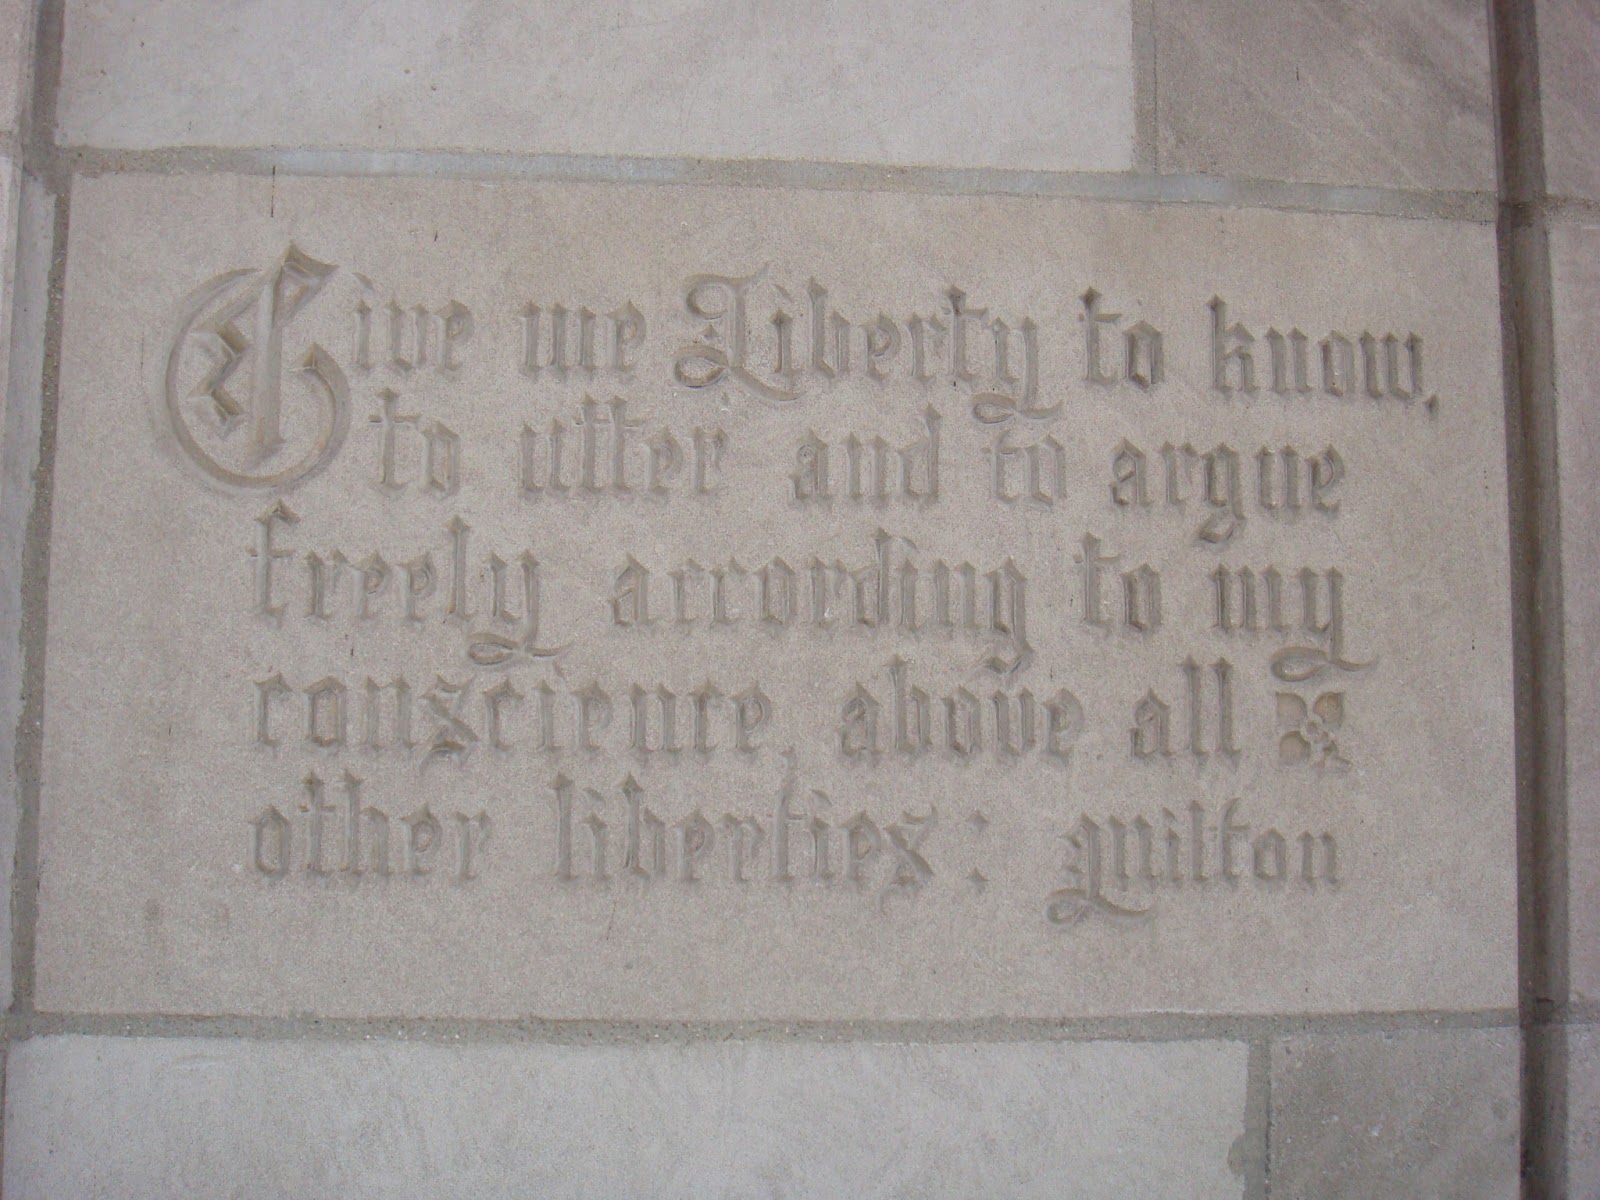 Give me Liberty to know,
to utter and to argue
freely according to my
conscience, above all
other liberties: Milton